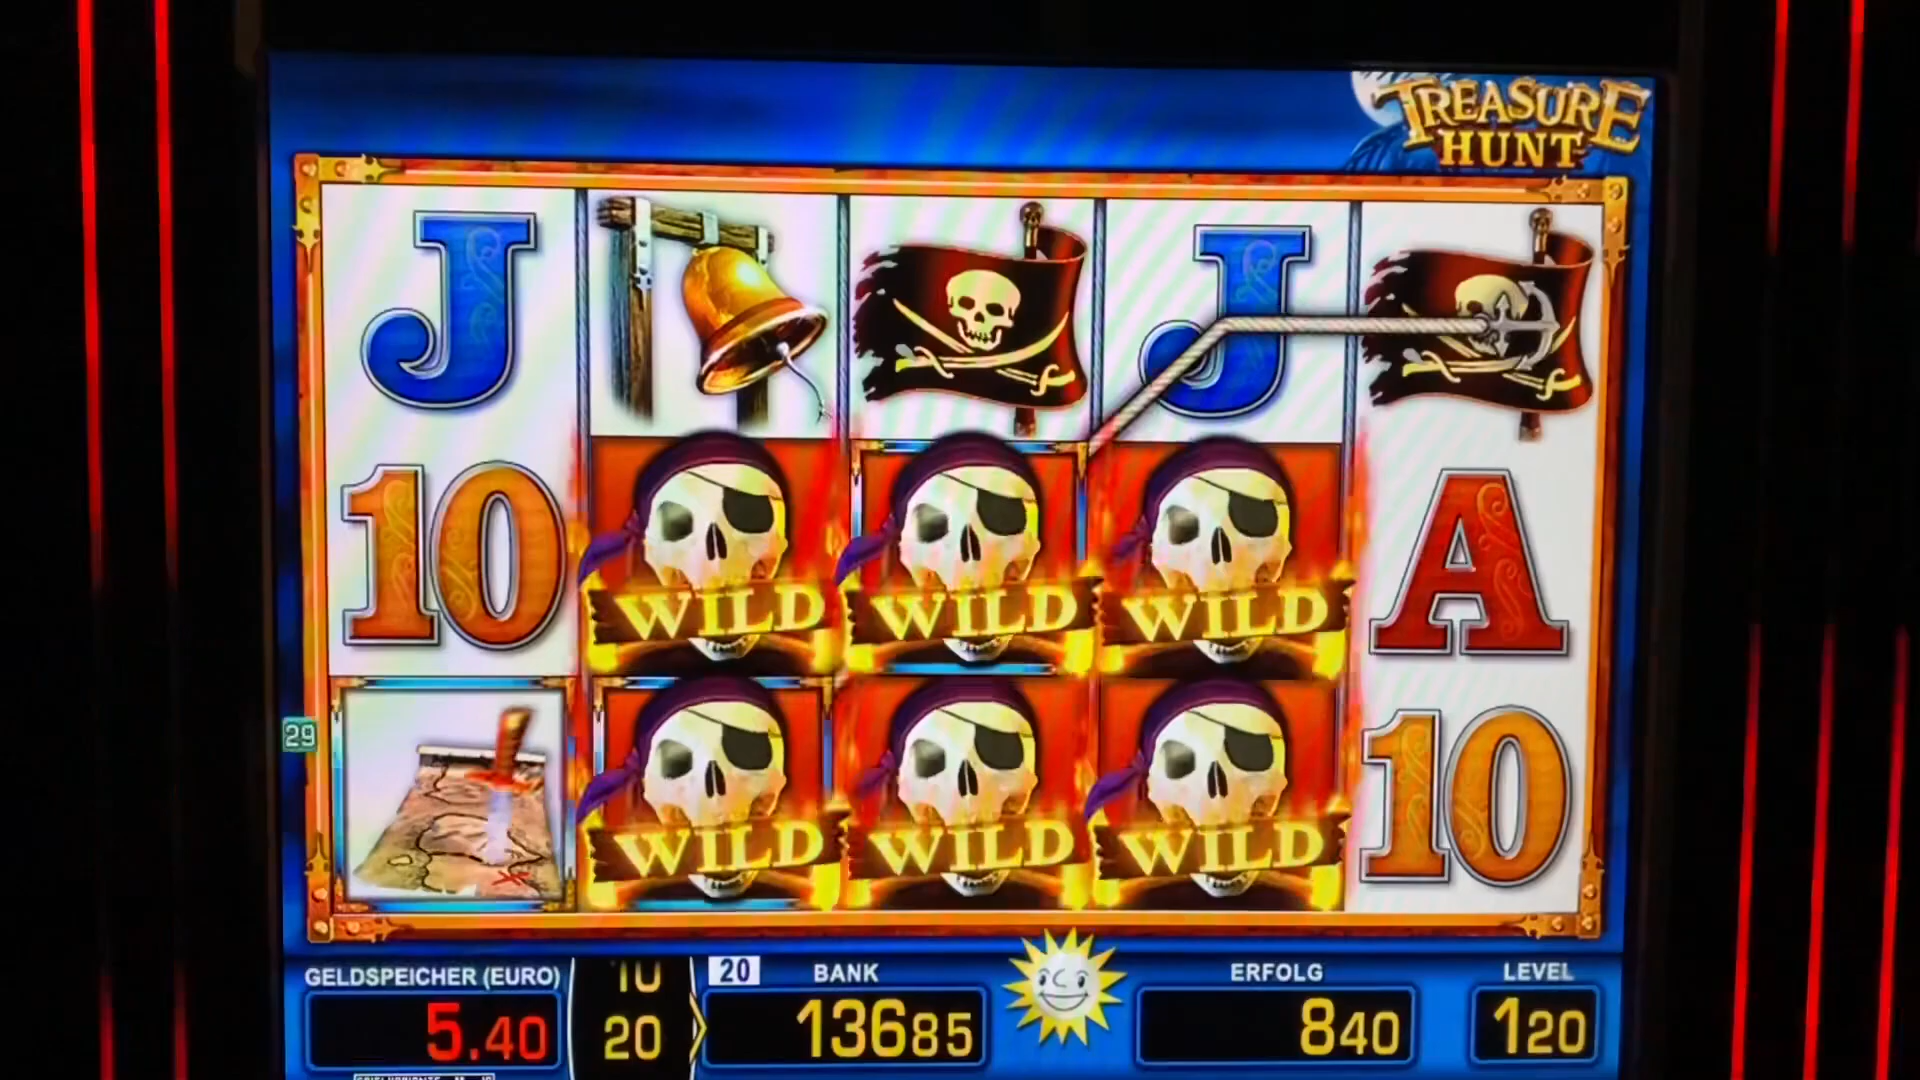 TREASURE
HUNT
J
J
10
WILD
WILD
WILD
A
29
WILD
WILD
WILD
10
GELDSPEICHER (EURO)
10
20
BANK
ERFOLG
LEVEL
5.40
20
13685
840
120